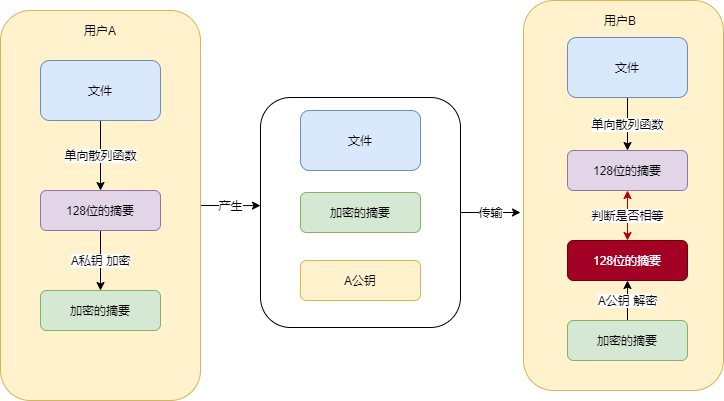 用户A
文件
单向散列函数
128位的摘要
A私钥 加密
加密的摘要
产生
文件
加密的摘要
A公钥
传输
用户B
文件
单向散列函数
128位的摘要
判断是否相等
128位的摘要
A公钥 解密
加密的摘要